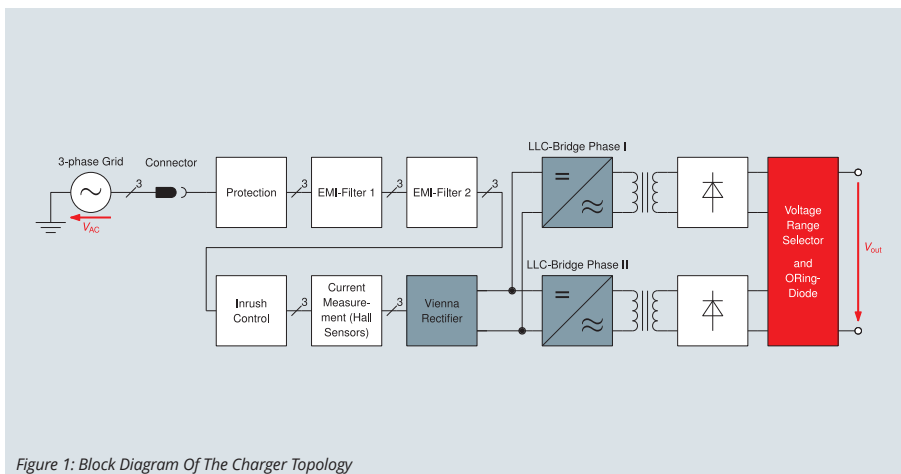 LLC-Bridge Phase I
3-phase Grid
Connector
3
V_AC
Protection
3
EMI-Filter 1
3
EMI-Filter 2
3
=
≈
Voltage
Range
Selector
and
ORing-
Diode
V_out
LLC-Bridge Phase II
Inrush
Control
3
Current
Measure-
ment (Hall
Sensors)
3
Vienna
Rectifier
=
≈
Figure 1: Block Diagram Of The Charger Topology